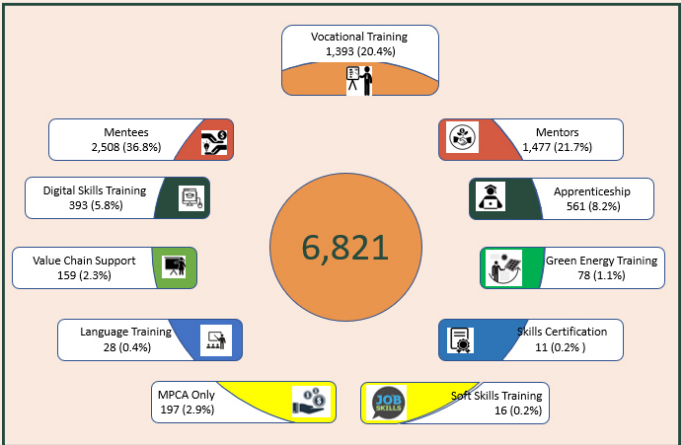 Vocational Training
1,393 (20.4%)
Mentees
2,508 (36.8%)
Mentors
1,477 (21.7%)
Digital Skills Training
393 (5.8%)
Apprenticeship
561 (8.2%)
6,821
Value Chain Support
159 (2.3%)
Green Energy Training
78 (1.1%)
Language Training
28 (0.4%)
Skills Certification
11 (0.2% )
MPCA Only
197 (2.9%)
JOB
SKILLS
Soft Skills Training
16 (0.2%)